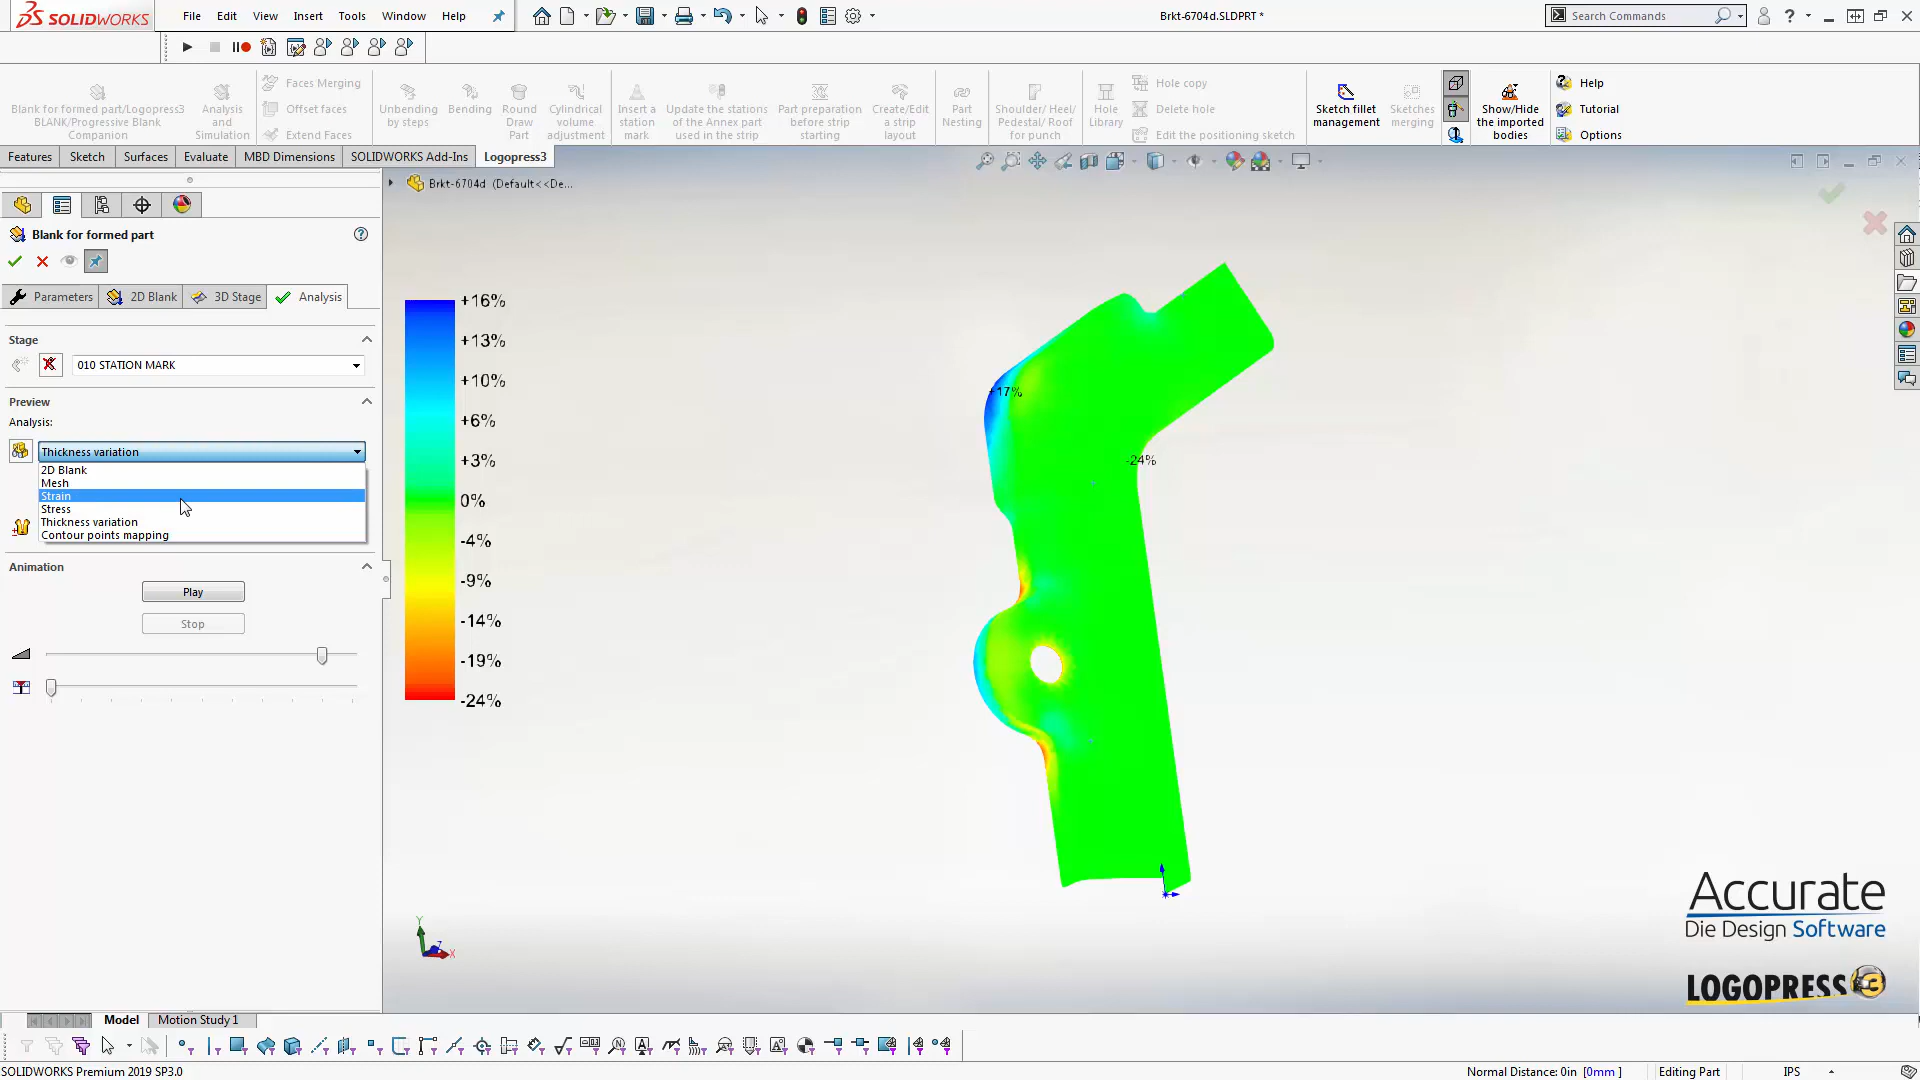 SOLIDWORKS
File Edit View Insert Tools Window Help
Brkt-6704d.SLDPRT *
Search Commands
Blank for formed part/Logopress3
BLANK/Progressive Blank
Companion
Analysis
and
Simulation
Faces Merging
Offset faces
Extend Faces
Unbending
by steps
Bending
Round
Draw
Part
Cylindrical
volume
adjustment
Insert a
station
mark
Update the stations
of the Annex part
used in the strip
Part preparation
before strip
starting
Create/Edit
a strip
layout
Part
Nesting
Shoulder/ Heel/
Pedestal/ Roof
for punch
Hole
Library
Hole copy
Delete hole
Edit the positioning sketch
Sketch fillet
management
Sketches
merging
Show/Hide
the imported
bodies
Help
Tutorial
Options
Features Sketch Surfaces Evaluate MBD Dimensions SOLIDWORKS Add-Ins Logopress3
Brkt-6704d (Default<<De...
Blank for formed part
Parameters 2D Blank 3D Stage Analysis
Stage
010 STATION MARK
Preview
Analysis:
Thickness variation
2D Blank
Mesh
Strain
Stress
Thickness variation
Contour points mapping
Animation
Play
Stop
+16%
+13%
+10%
+6%
+3%
0%
-4%
-9%
-14%
-19%
-24%
+17%
-24%
Y
Z
X
Accurate
Die Design Software
LOGOPRESS3
Model Motion Study 1
SOLIDWORKS Premium 2019 SP3.0
Normal Distance: 0in [0mm ] Editing Part IPS